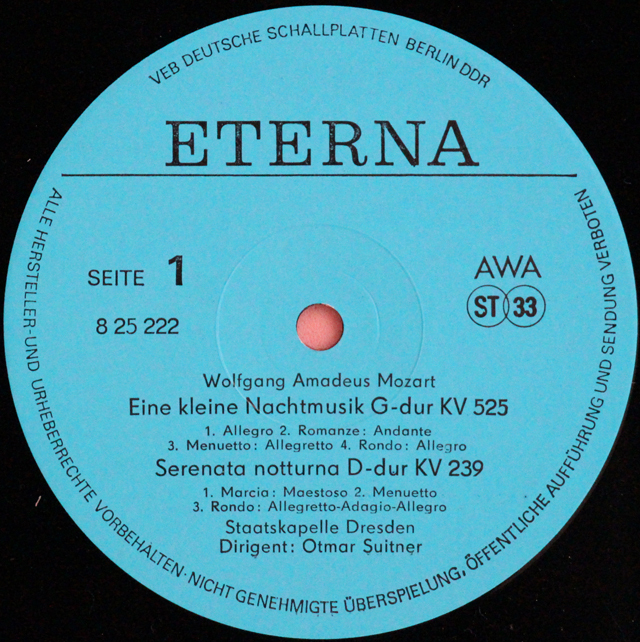 VEB DEUTSCHE SCHALLPLATTEN BERLIN DDR
ETERNA
SEITE 1
8 25 222
AWA
ST 33
Wolfgang Amadeus Mozart
Eine kleine Nachtmusik G-dur KV 525
1. Allegro 2. Romanze: Andante
3. Menuetto: Allegretto 4. Rondo: Allegro
Serenata notturna D-dur KV 239
1. Marcia: Maestoso 2. Menuetto
3. Rondo: Allegretto-Adagio-Allegro
Staatskapelle Dresden
Dirigent: Otmar Suitner
ALLE HERSTELLER-UND URHEBERRECHTE VORBEHALTEN·NICHT GENEHMIGTE ÜBERSPIELUNG, ÖFFENTLICHE AUFFÜHRUNG UND SENDUNG VERBOTEN